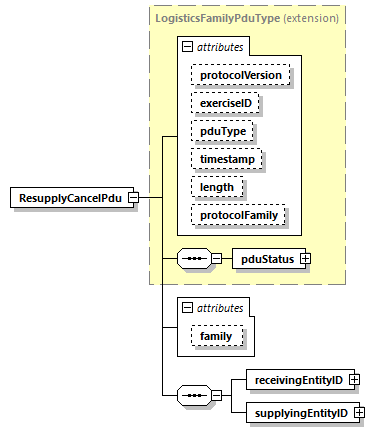 LogisticsFamilyPduType (extension)
attributes
protocolVersion
exerciseID
pduType
timestamp
length
protocolFamily
ResupplyCancelPdu
pduStatus
attributes
family
receivingEntityID
supplyingEntityID